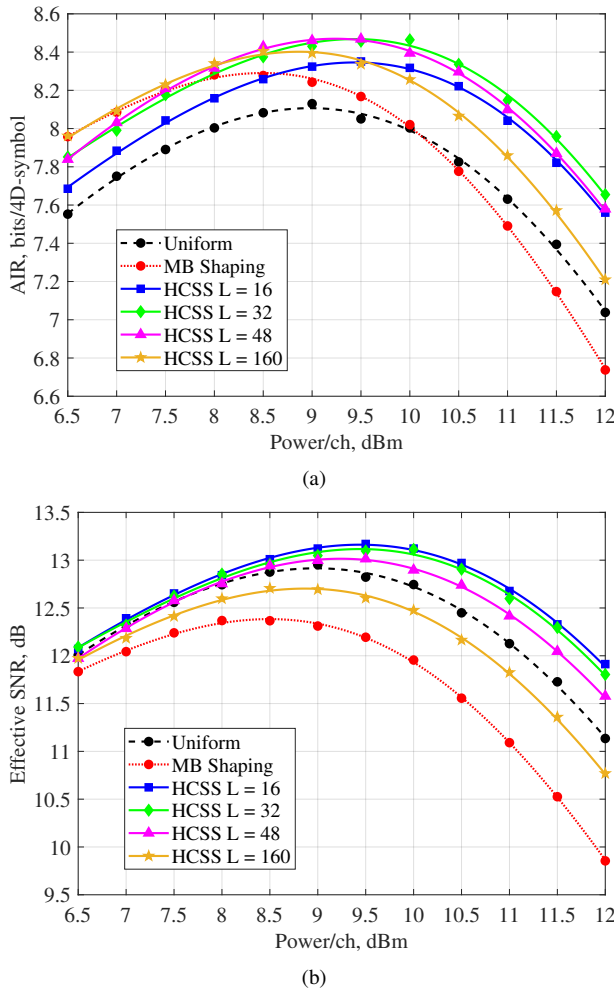 8.6
8.4
8.2
8
7.8
7.6
7.4
7.2
7
6.8
6.6
AIR, bits/4D-symbol
Uniform
MB Shaping
HCSS L = 16
HCSS L = 32
HCSS L = 48
HCSS L = 160
6.5 7 7.5 8 8.5 9 9.5 10 10.5 11 11.5 12
Power/ch, dBm
(a)
13.5
13
12.5
12
11.5
11
10.5
10
9.5
Effective SNR, dB
Uniform
MB Shaping
HCSS L = 16
HCSS L = 32
HCSS L = 48
HCSS L = 160
6.5 7 7.5 8 8.5 9 9.5 10 10.5 11 11.5 12
Power/ch, dBm
(b)